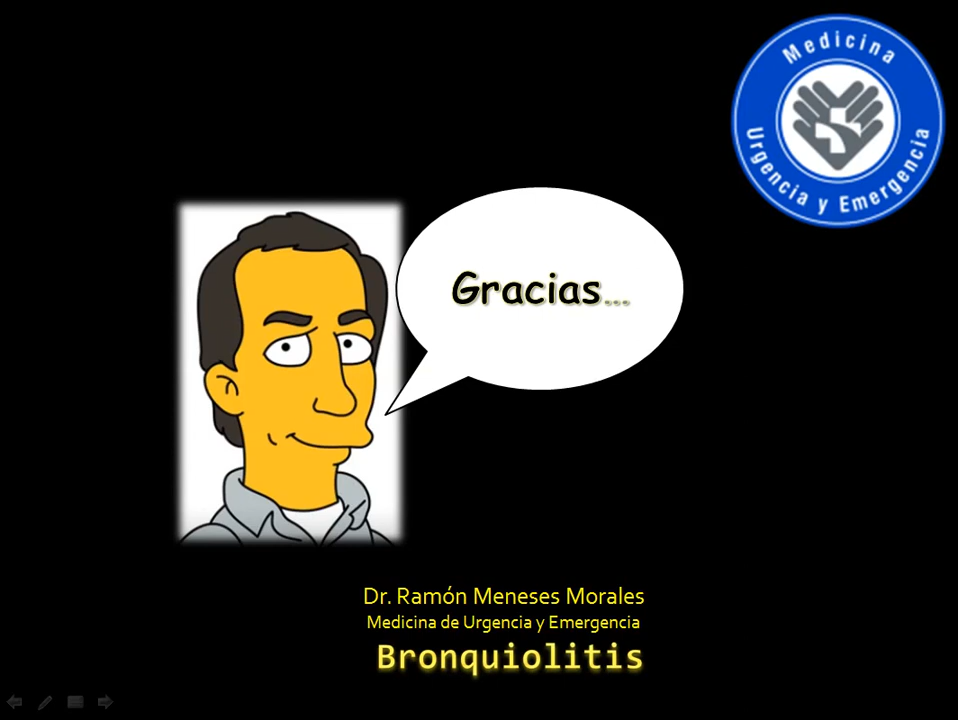 Medicina
Urgencia y Emergencia
Gracias...
Dr. Ramón Meneses Morales
Medicina de Urgencia y Emergencia
Bronquiolitis